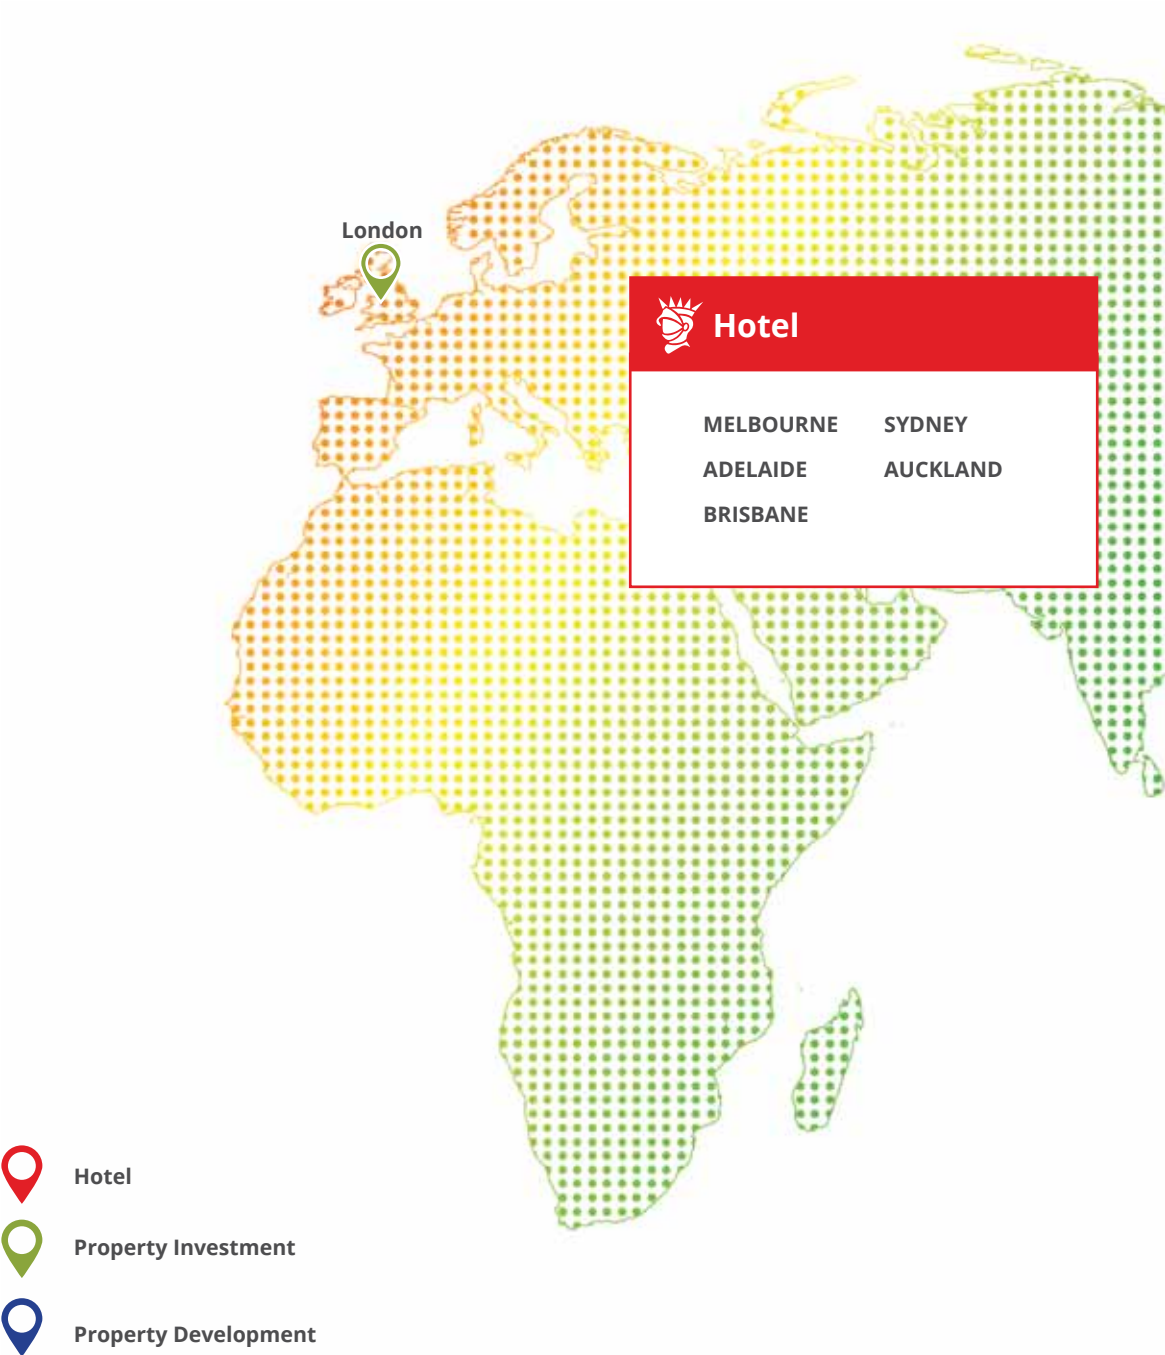 London
Hotel
MELBOURNE SYDNEY
ADELAIDE AUCKLAND
BRISBANE
Hotel
Property Investment
Property Development